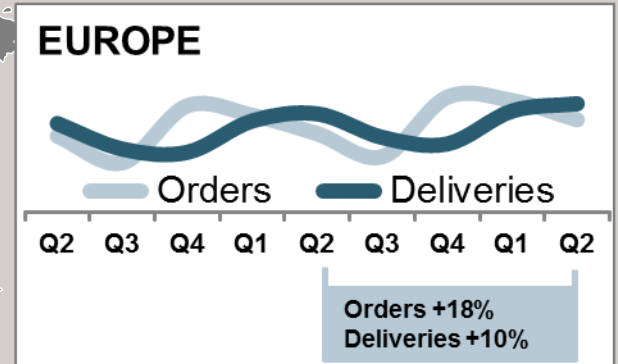 EUROPE
Orders Deliveries
Q2 Q3 Q4 Q1 Q2 Q3 Q4 Q1 Q2
Orders +18%
Deliveries +10%